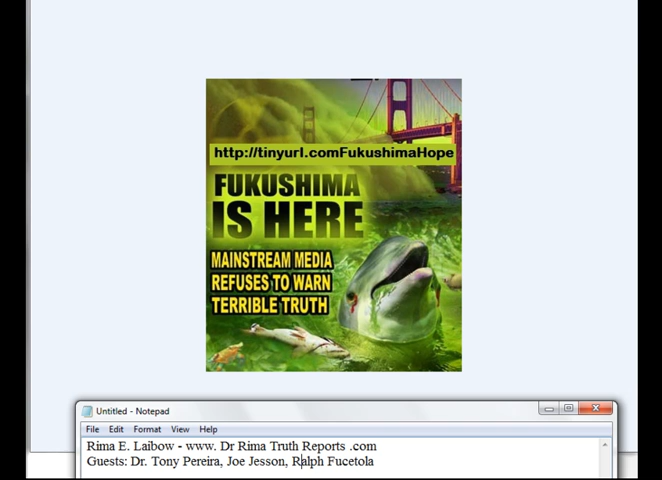 http://tinyurl.comFukushimaHope
FUKUSHIMA
IS HERE
MAINSTREAM MEDIA
REFUSES TO WARN
TERRIBLE TRUTH
Untitled - Notepad
File Edit Format View Help
Rima E. Laibow - www. Dr Rima Truth Reports .com
Guests: Dr. Tony Pereira, Joe Jesson, Ralph Fucetola